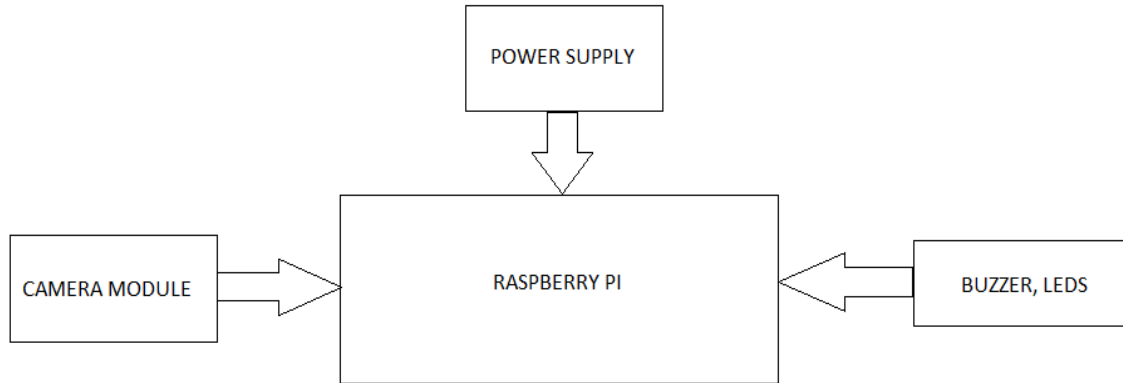 POWER SUPPLY
CAMERA MODULE
RASPBERRY PI
BUZZER, LEDS